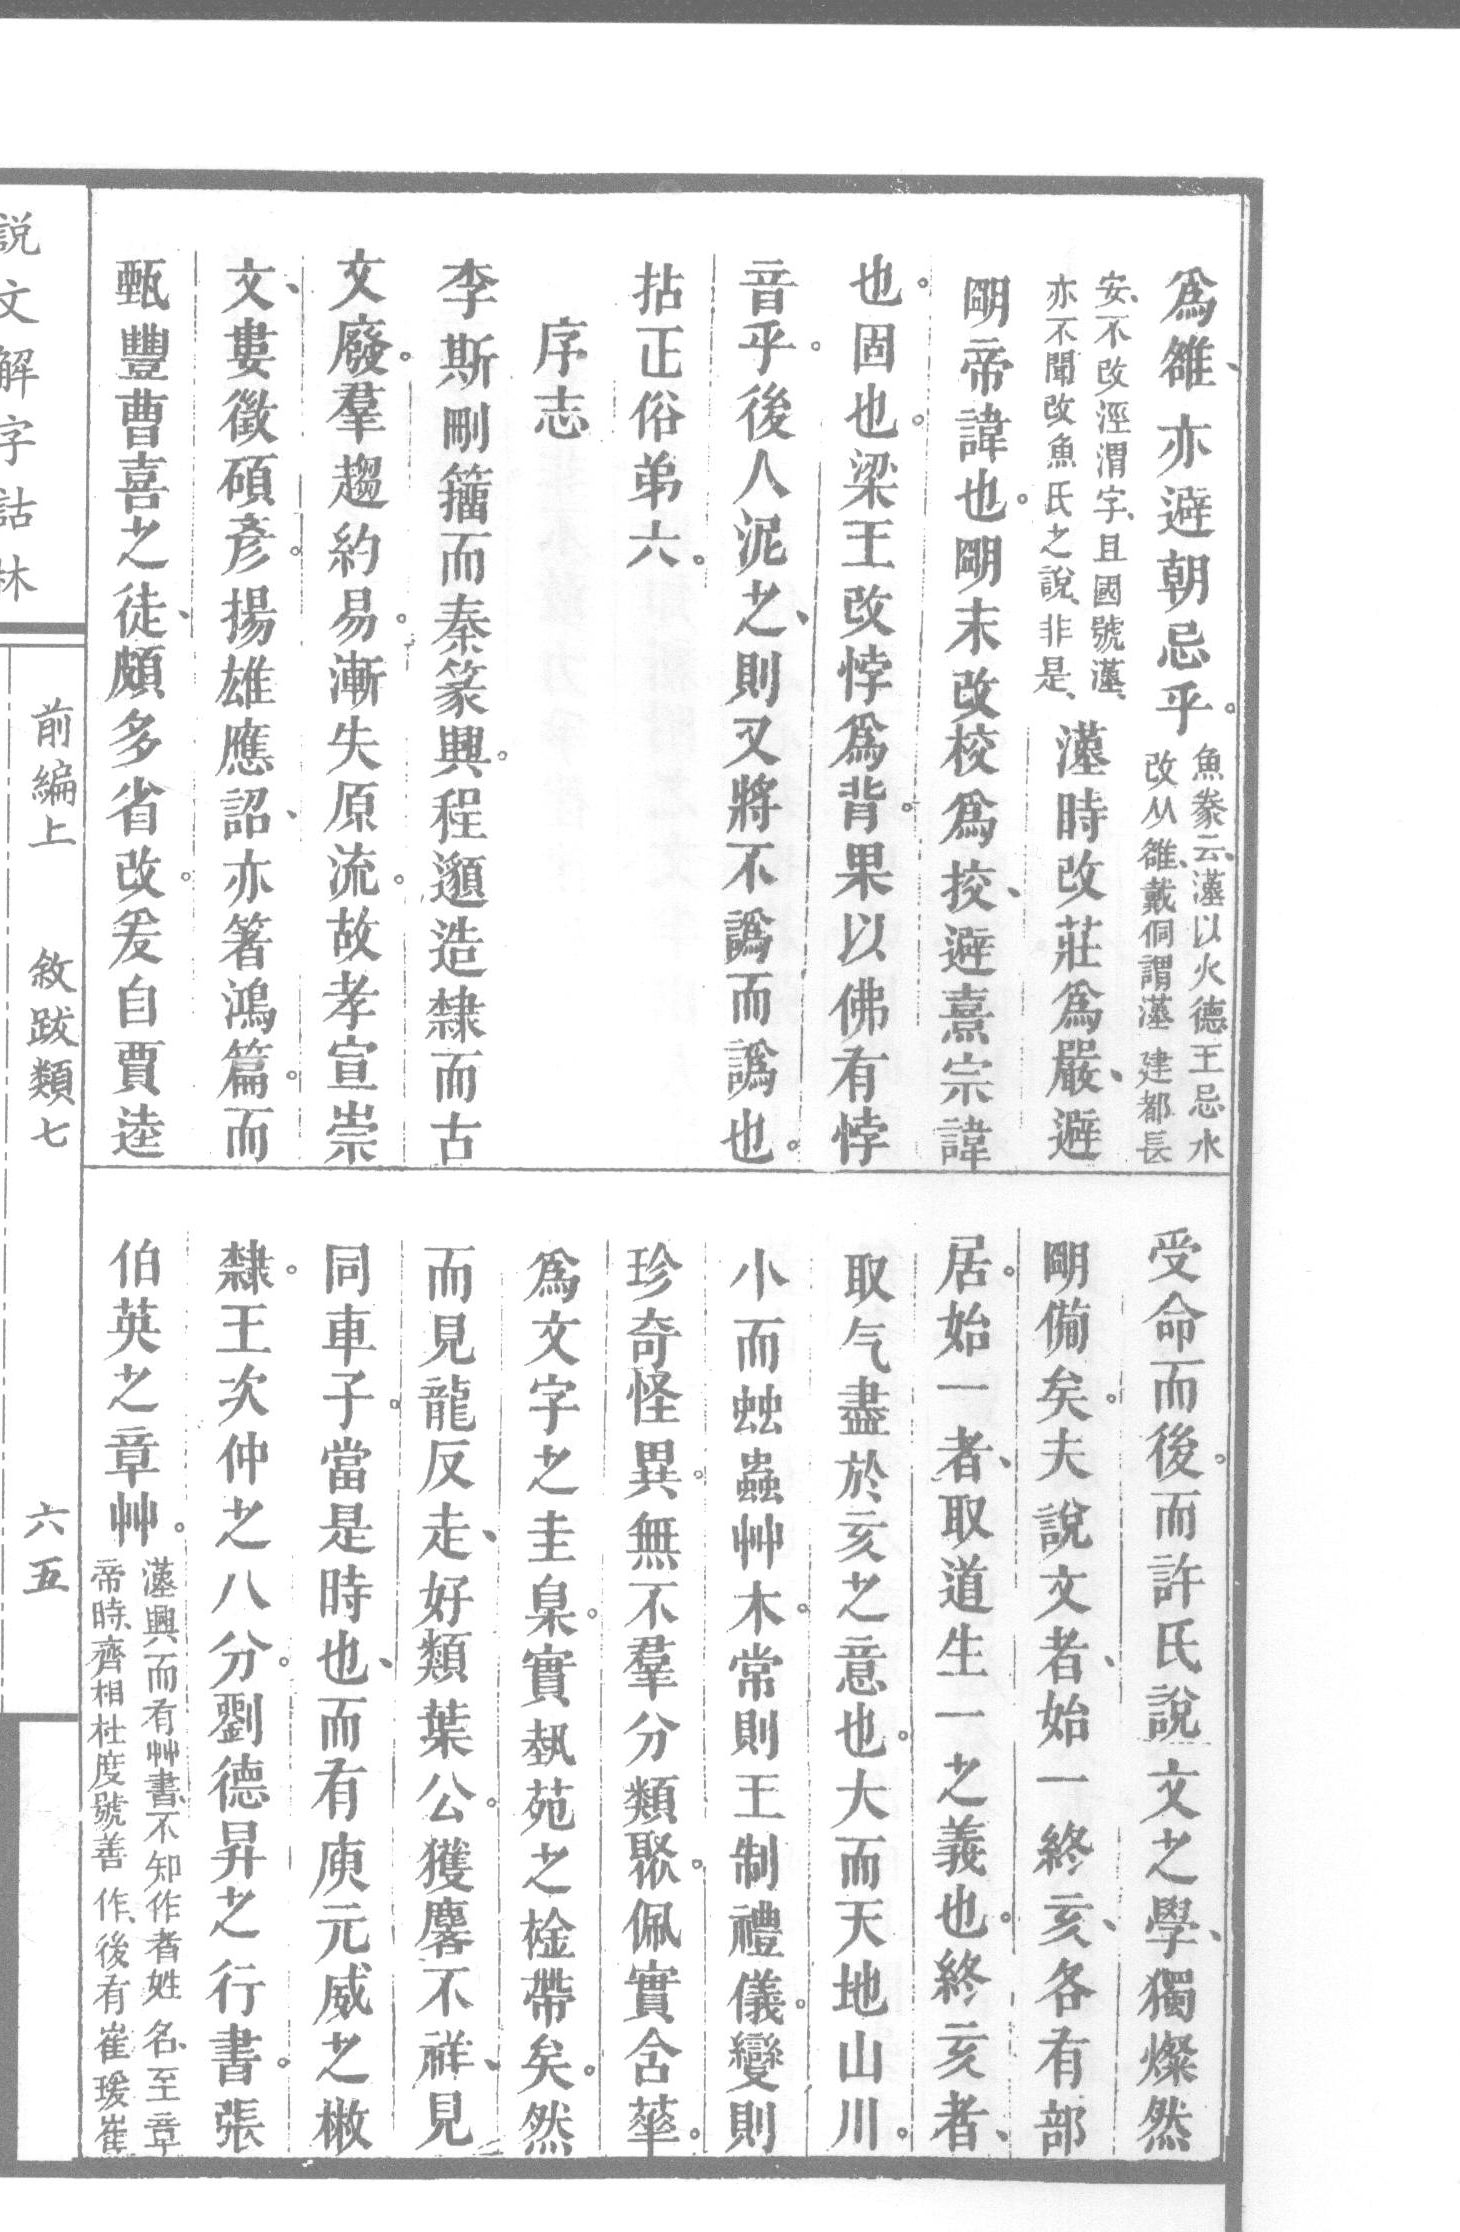 爲雒、亦避朝忌乎。魚豢云、漢以火德王忌水
改从雒、戴侗謂漢建都長
安、不改涇渭字、且國號漢、
亦不聞改魚氏之說、非是、漢時改莊爲嚴、避
朙帝諱也。朙末改校爲挍、避熹宗諱
也。固也。梁王改悖爲背。果以佛有悖
音乎。後人泥之、則又將不譌而譌也。
拈正俗弟六。
序志
李斯刪籒而秦篆興。程邈造隸而古
文廢。羣趨約易。漸失原流。故孝宣崇
文、婁徵碩彥。揚雄應詔、亦箸鴻篇。而
甄豐曹喜之徒、頗多省改。爰自賈逵
受命而後。而許氏說文之學、獨燦然
朙僃矣。夫說文者、始一終亥、各有部
居。始一者、取道生一之義也。終亥者、
取气盡於亥之意也。大而天地山川。
小而䖵蟲艸木。常則王制禮儀。變則
珍奇怪異。無不羣分類聚。佩實含華。
爲文字之圭臬。實埶苑之𢂷帶矣。然
而見龍反走、好類葉公。獲麐不祥、見
同車子。當是時也、而有庾元威之楸
隸。王次仲之八分。劉德昇之行書。張
伯英之章艸。漢興而有艸書、不知作者姓名、至章
帝時、齊相杜度號善作、後有崔瑗崔
說文解字詁林
前編上 敘跋類七
六五